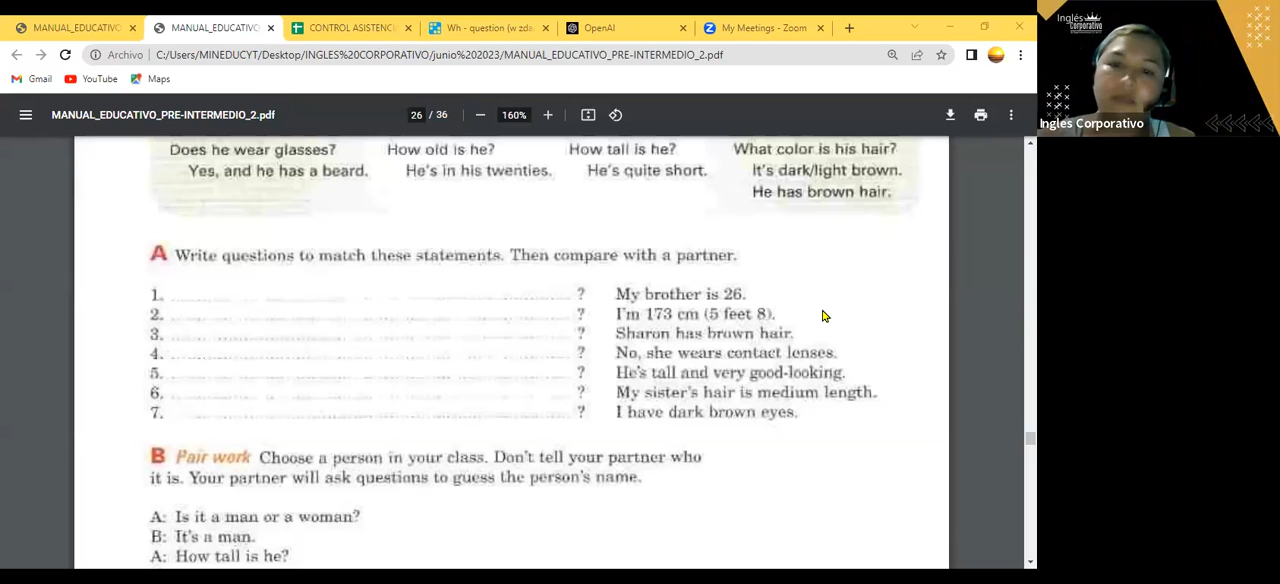 MANUAL_EDUCATIVO
MANUAL_EDUCATIVO
CONTROL ASISTENC
Wh - question (w zda
OpenAI
My Meetings - Zoom
Archivo
C:/Users/MINEDUCYT/Desktop/INGLES%20CORPORATIVO/junio%202023/MANUAL_EDUCATIVO_PRE-INTERMEDIO_2.pdf
Gmail
YouTube
Maps
MANUAL_EDUCATIVO_PRE-INTERMEDIO_2.pdf
26 / 36
160%
Does he wear glasses? How old is he? How tall is he? What color is his hair?
Yes, and he has a beard. He's in his twenties. He's quite short. It's dark/light brown.
He has brown hair.
A Write questions to match these statements. Then compare with a partner.
1. ? My brother is 26.
2. ? I'm 173 cm (5 feet 8).
3. ? Sharon has brown hair.
4. ? No, she wears contact lenses.
5. ? He's tall and very good-looking.
6. ? My sister's hair is medium length.
7. ? I have dark brown eyes.
B Pair work Choose a person in your class. Don't tell your partner who
it is. Your partner will ask questions to guess the person's name.
A: Is it a man or a woman?
B: It's a man.
A: How tall is he?
Inglés
Corporativo
Ingles Corporativo